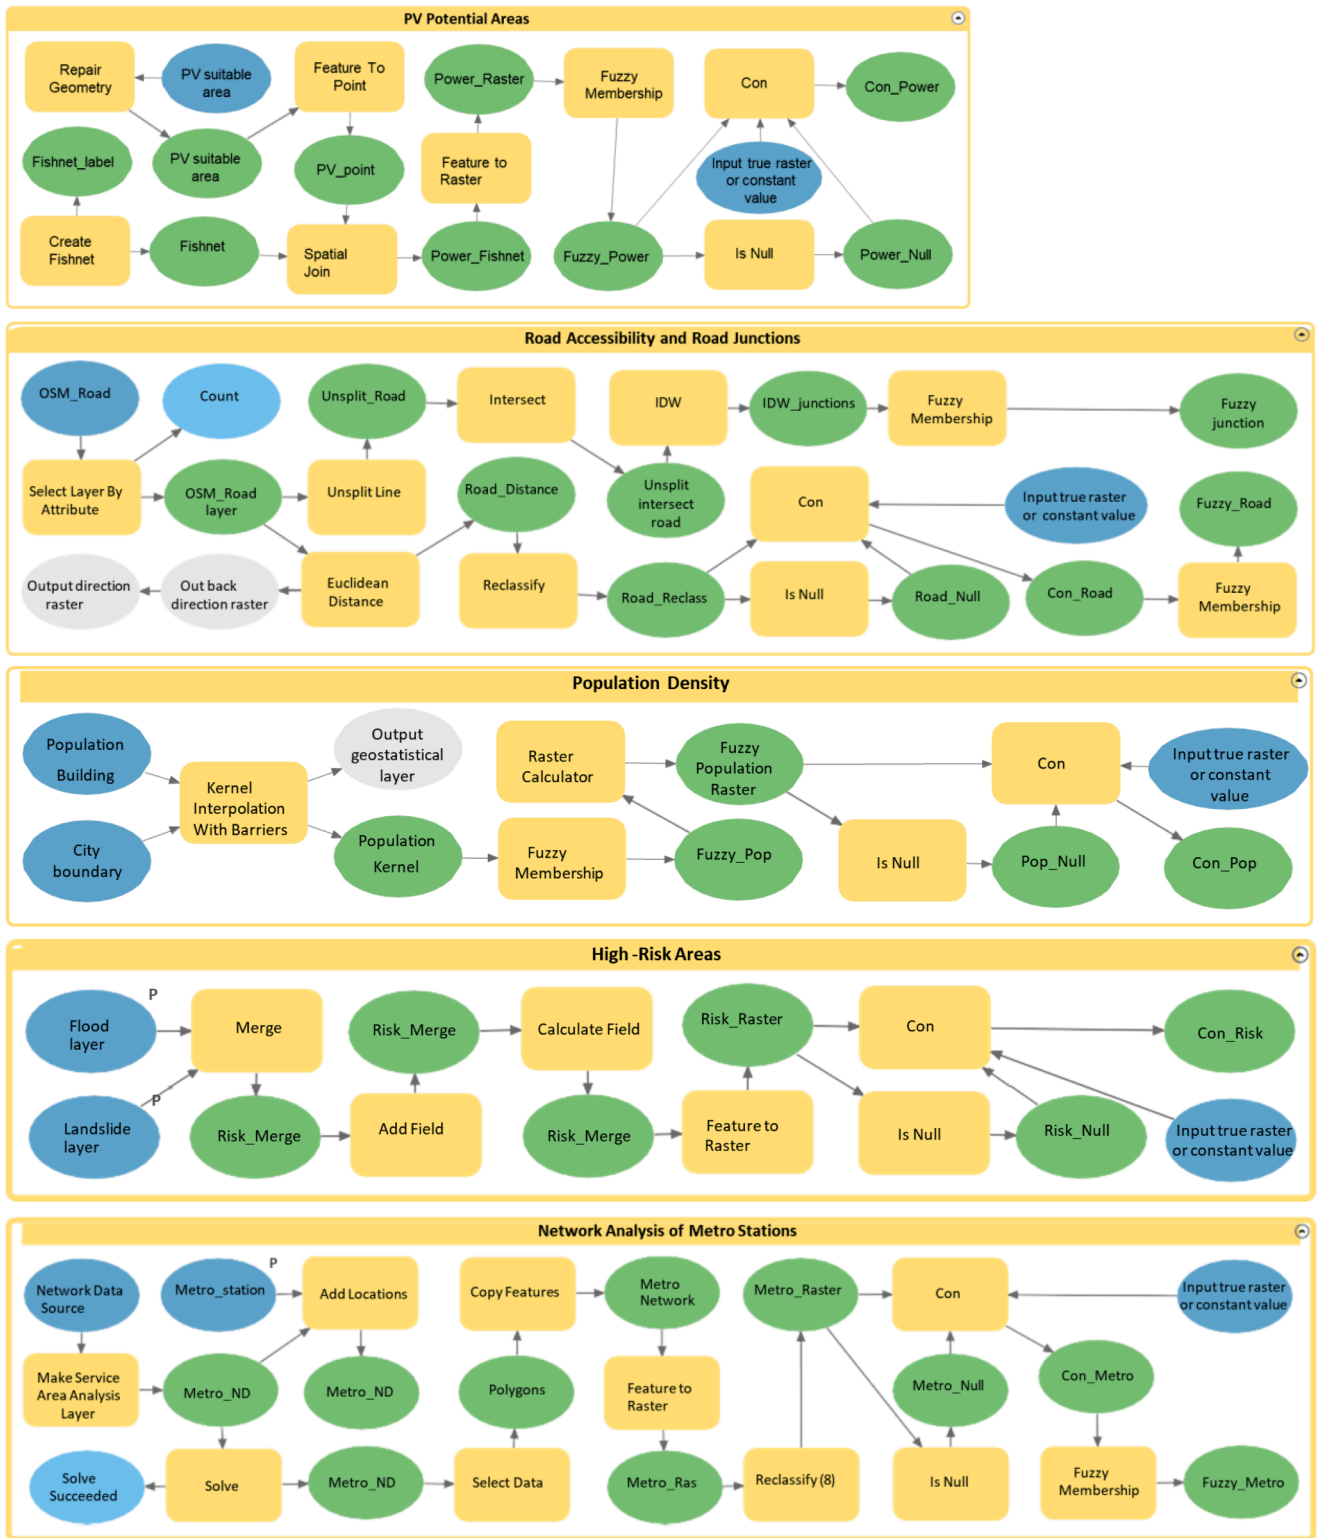 PV Potential Areas
Repair
Geometry
PV suitable
area
Feature To
Point
Power_Raster
Fuzzy
Membership
Con
Con_Power
Fishnet_label
PV suitable
area
PV_point
Feature to
Raster
Input true raster
or constant
value
Create
Fishnet
Fishnet
Spatial
Join
Power_Fishnet
Fuzzy_Power
Is Null
Power_Null
Road Accessibility and Road Junctions
OSM_Road
Count
Unsplit_Road
Intersect
IDW
IDW_junctions
Fuzzy
Membership
Fuzzy
junction
Select Layer By
Attribute
OSM_Road
layer
Unsplit Line
Road_Distance
Unsplit
intersect
road
Con
Input true raster
or constant value
Fuzzy_Road
Output direction
raster
Out back
direction raster
Euclidean
Distance
Reclassify
Road_Reclass
Is Null
Road_Null
Con_Road
Fuzzy
Membership
Population Density
Population
Building
Output
geostatistical
layer
Raster
Calculator
Fuzzy
Population
Raster
Con
Input true raster
or constant
value
Kernel
Interpolation
With Barriers
City
boundary
Population
Kernel
Fuzzy
Membership
Fuzzy_Pop
Is Null
Pop_Null
Con_Pop
High -Risk Areas
P
Flood
layer
Merge
Risk_Merge
Calculate Field
Risk_Raster
Con
Con_Risk
P
Landslide
layer
Risk_Merge
Add Field
Risk_Merge
Feature to
Raster
Is Null
Risk_Null
Input true raster
or constant value
Network Analysis of Metro Stations
Network Data
Source
Metro_station
P
Add Locations
Copy Features
Metro
Network
Metro_Raster
Con
Input true raster
or constant value
Make Service
Area Analysis
Layer
Metro_ND
Metro_ND
Polygons
Feature to
Raster
Metro_Null
Con_Metro
Solve
Succeeded
Solve
Metro_ND
Select Data
Metro_Ras
Reclassify (8)
Is Null
Fuzzy
Membership
Fuzzy_Metro